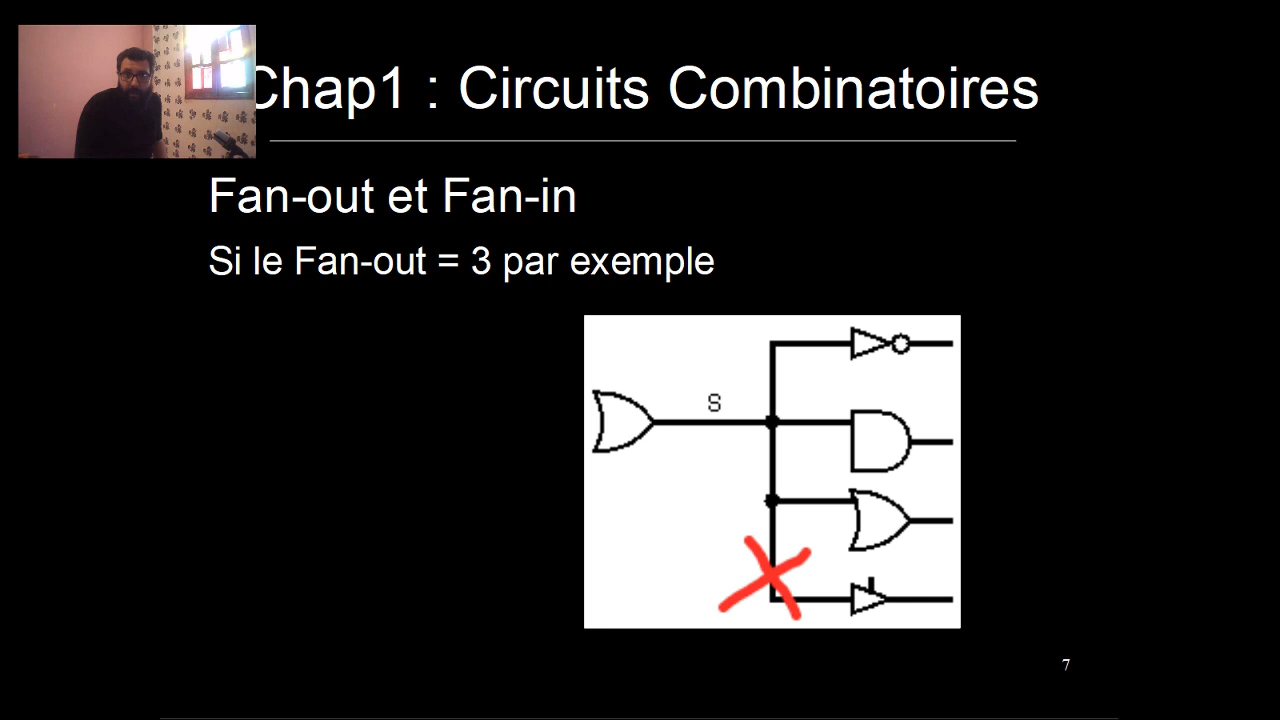 Chap1 : Circuits Combinatoires
Fan-out et Fan-in
Si le Fan-out = 3 par exemple
S
7